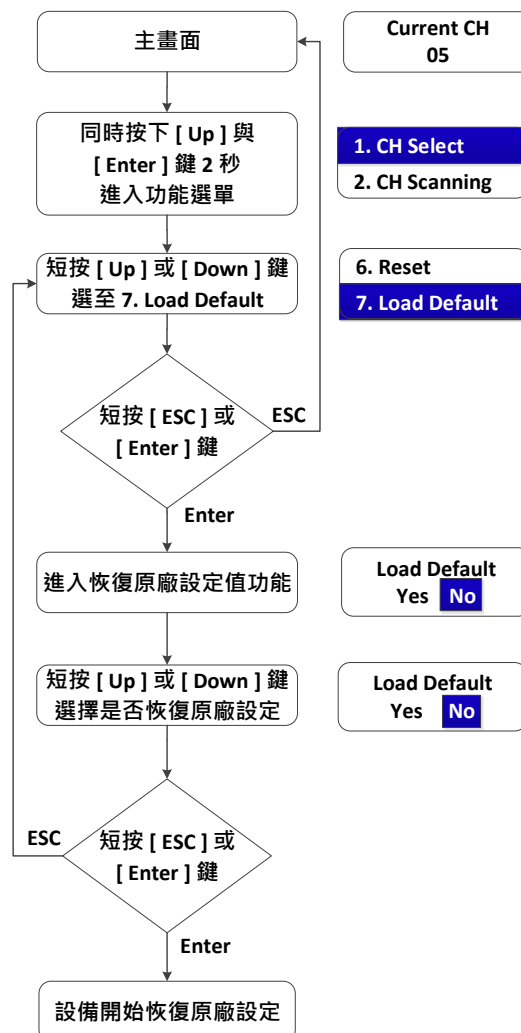 主畫面
Current CH
05
同時按下 [ Up ] 與
[ Enter ] 鍵 2 秒
進入功能選單
1. CH Select
2. CH Scanning
短按 [ Up ] 或 [ Down ] 鍵
選至 7. Load Default
6. Reset
7. Load Default
短按 [ ESC ] 或
[ Enter ] 鍵
ESC
Enter
進入恢復原廠設定值功能
Load Default
Yes No
短按 [ Up ] 或 [ Down ] 鍵
選擇是否恢復原廠設定
Load Default
Yes No
ESC
短按 [ ESC ] 或
[ Enter ] 鍵
Enter
設備開始恢復原廠設定